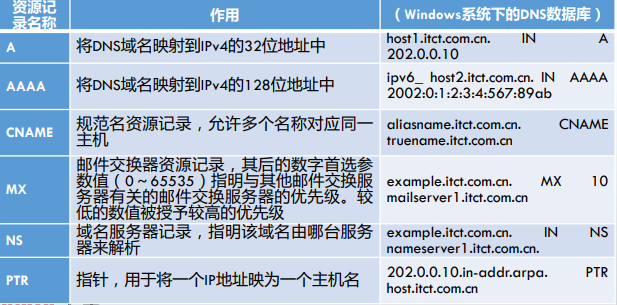 资源记
录名称
作用
（Windows系统下的DNS数据库）
A
将DNS域名映射到IPv4的32位地址中
host1.itct.com.cn. IN A
202.0.0.10
AAAA
将DNS域名映射到IPv4的128位地址中
ipv6_ host2.itct.com.cn. IN AAAA
2002:0:1:2:3:4:567:89ab
CNAME
规范名资源记录，允许多个名称对应同一
主机
aliasname.itct.com.cn. CNAME
truename.itct.com.cn
MX
邮件交换器资源记录，其后的数字首选参
数值（0～65535）指明与其他邮件交换服
务器有关的邮件交换服务器的优先级。较
低的数值被授予较高的优先级
example.itct.com.cn. MX 10
mailserver1.itct.com.cn
NS
域名服务器记录，指明该域名由哪台服务
器来解析
example.itct.com.cn. IN NS
nameserver1.itct.com.cn.
PTR
指针，用于将一个IP地址映为一个主机名
202.0.0.10.in-addr.arpa. PTR
host.itct.com.cn